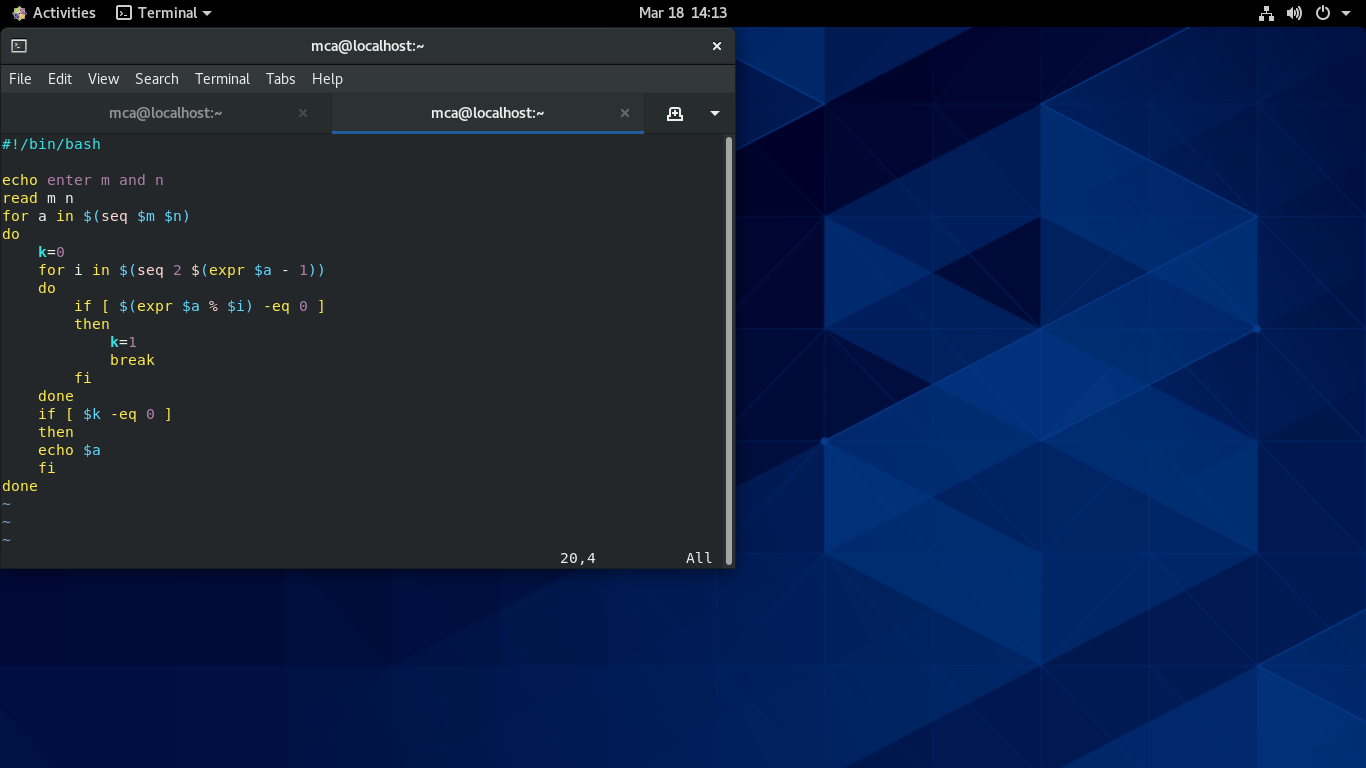 Activities Terminal Mar 18 14:13
mca@localhost:~
File Edit View Search Terminal Tabs Help
mca@localhost:~ mca@localhost:~
#!/bin/bash
echo enter m and n
read m n
for a in $(seq $m $n)
do
    k=0
    for i in $(seq 2 $(expr $a - 1))
    do
        if [ $(expr $a % $i) -eq 0 ]
        then
            k=1
            break
        fi
    done
    if [ $k -eq 0 ]
    then
    echo $a
    fi
done
~
~
~
20,4 All